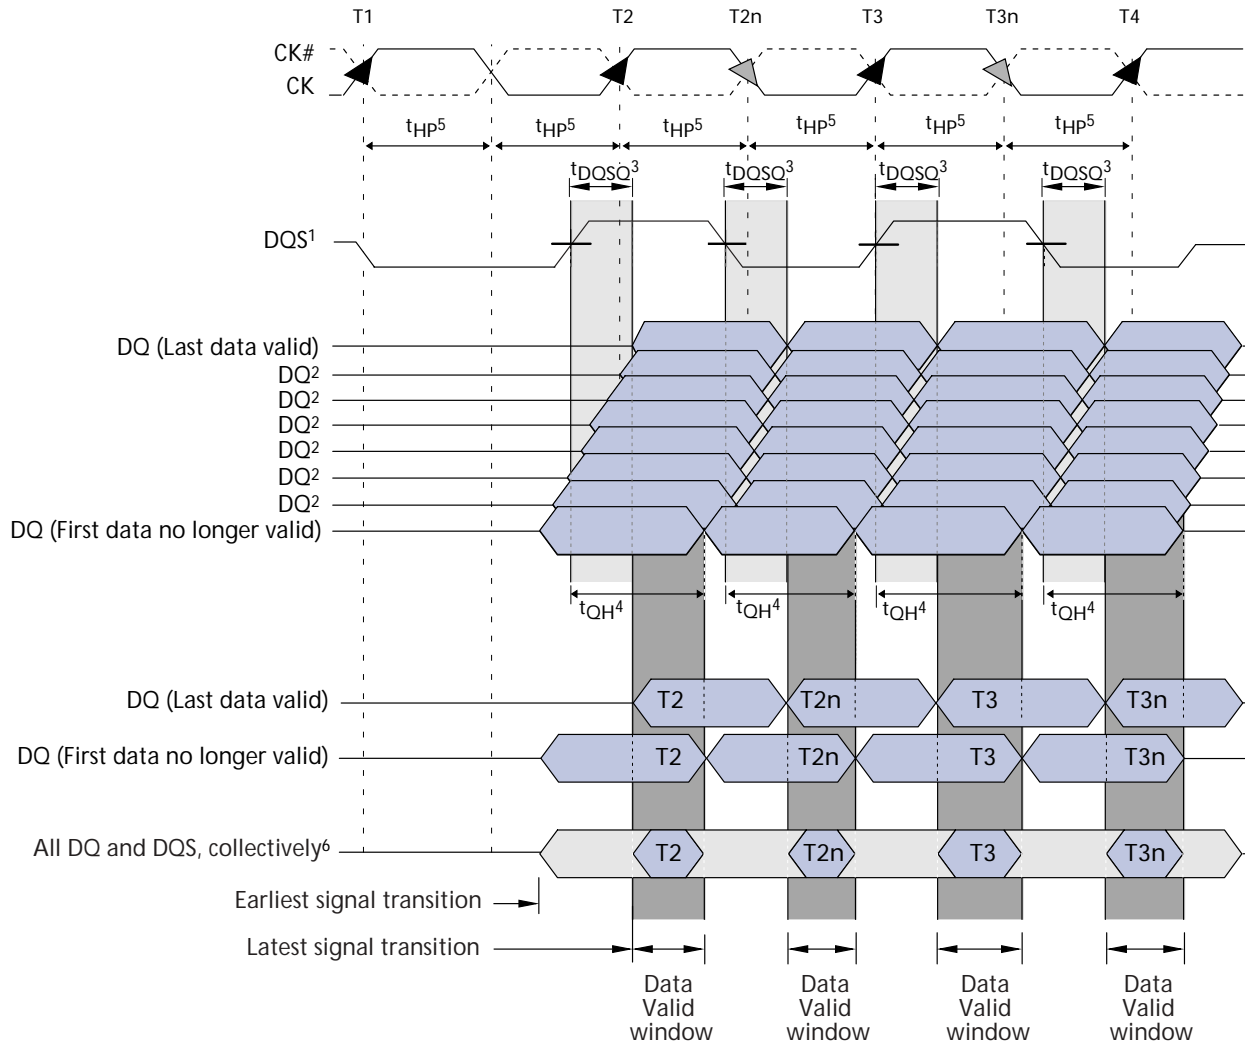 T1 T2 T2n T3 T3n T4
CK#
CK
tHP5 tHP5 tHP5 tHP5 tHP5 tHP5
tDQSQ3 tDQSQ3 tDQSQ3 tDQSQ3
DQS1
DQ (Last data valid)
DQ2
DQ2
DQ2
DQ2
DQ2
DQ2
DQ (First data no longer valid)
tQH4 tQH4 tQH4 tQH4
DQ (Last data valid) T2 T2n T3 T3n
DQ (First data no longer valid) T2 T2n T3 T3n
All DQ and DQS, collectively6 T2 T2n T3 T3n
Earliest signal transition
Latest signal transition
Data Data Data Data
Valid Valid Valid Valid
window window window window